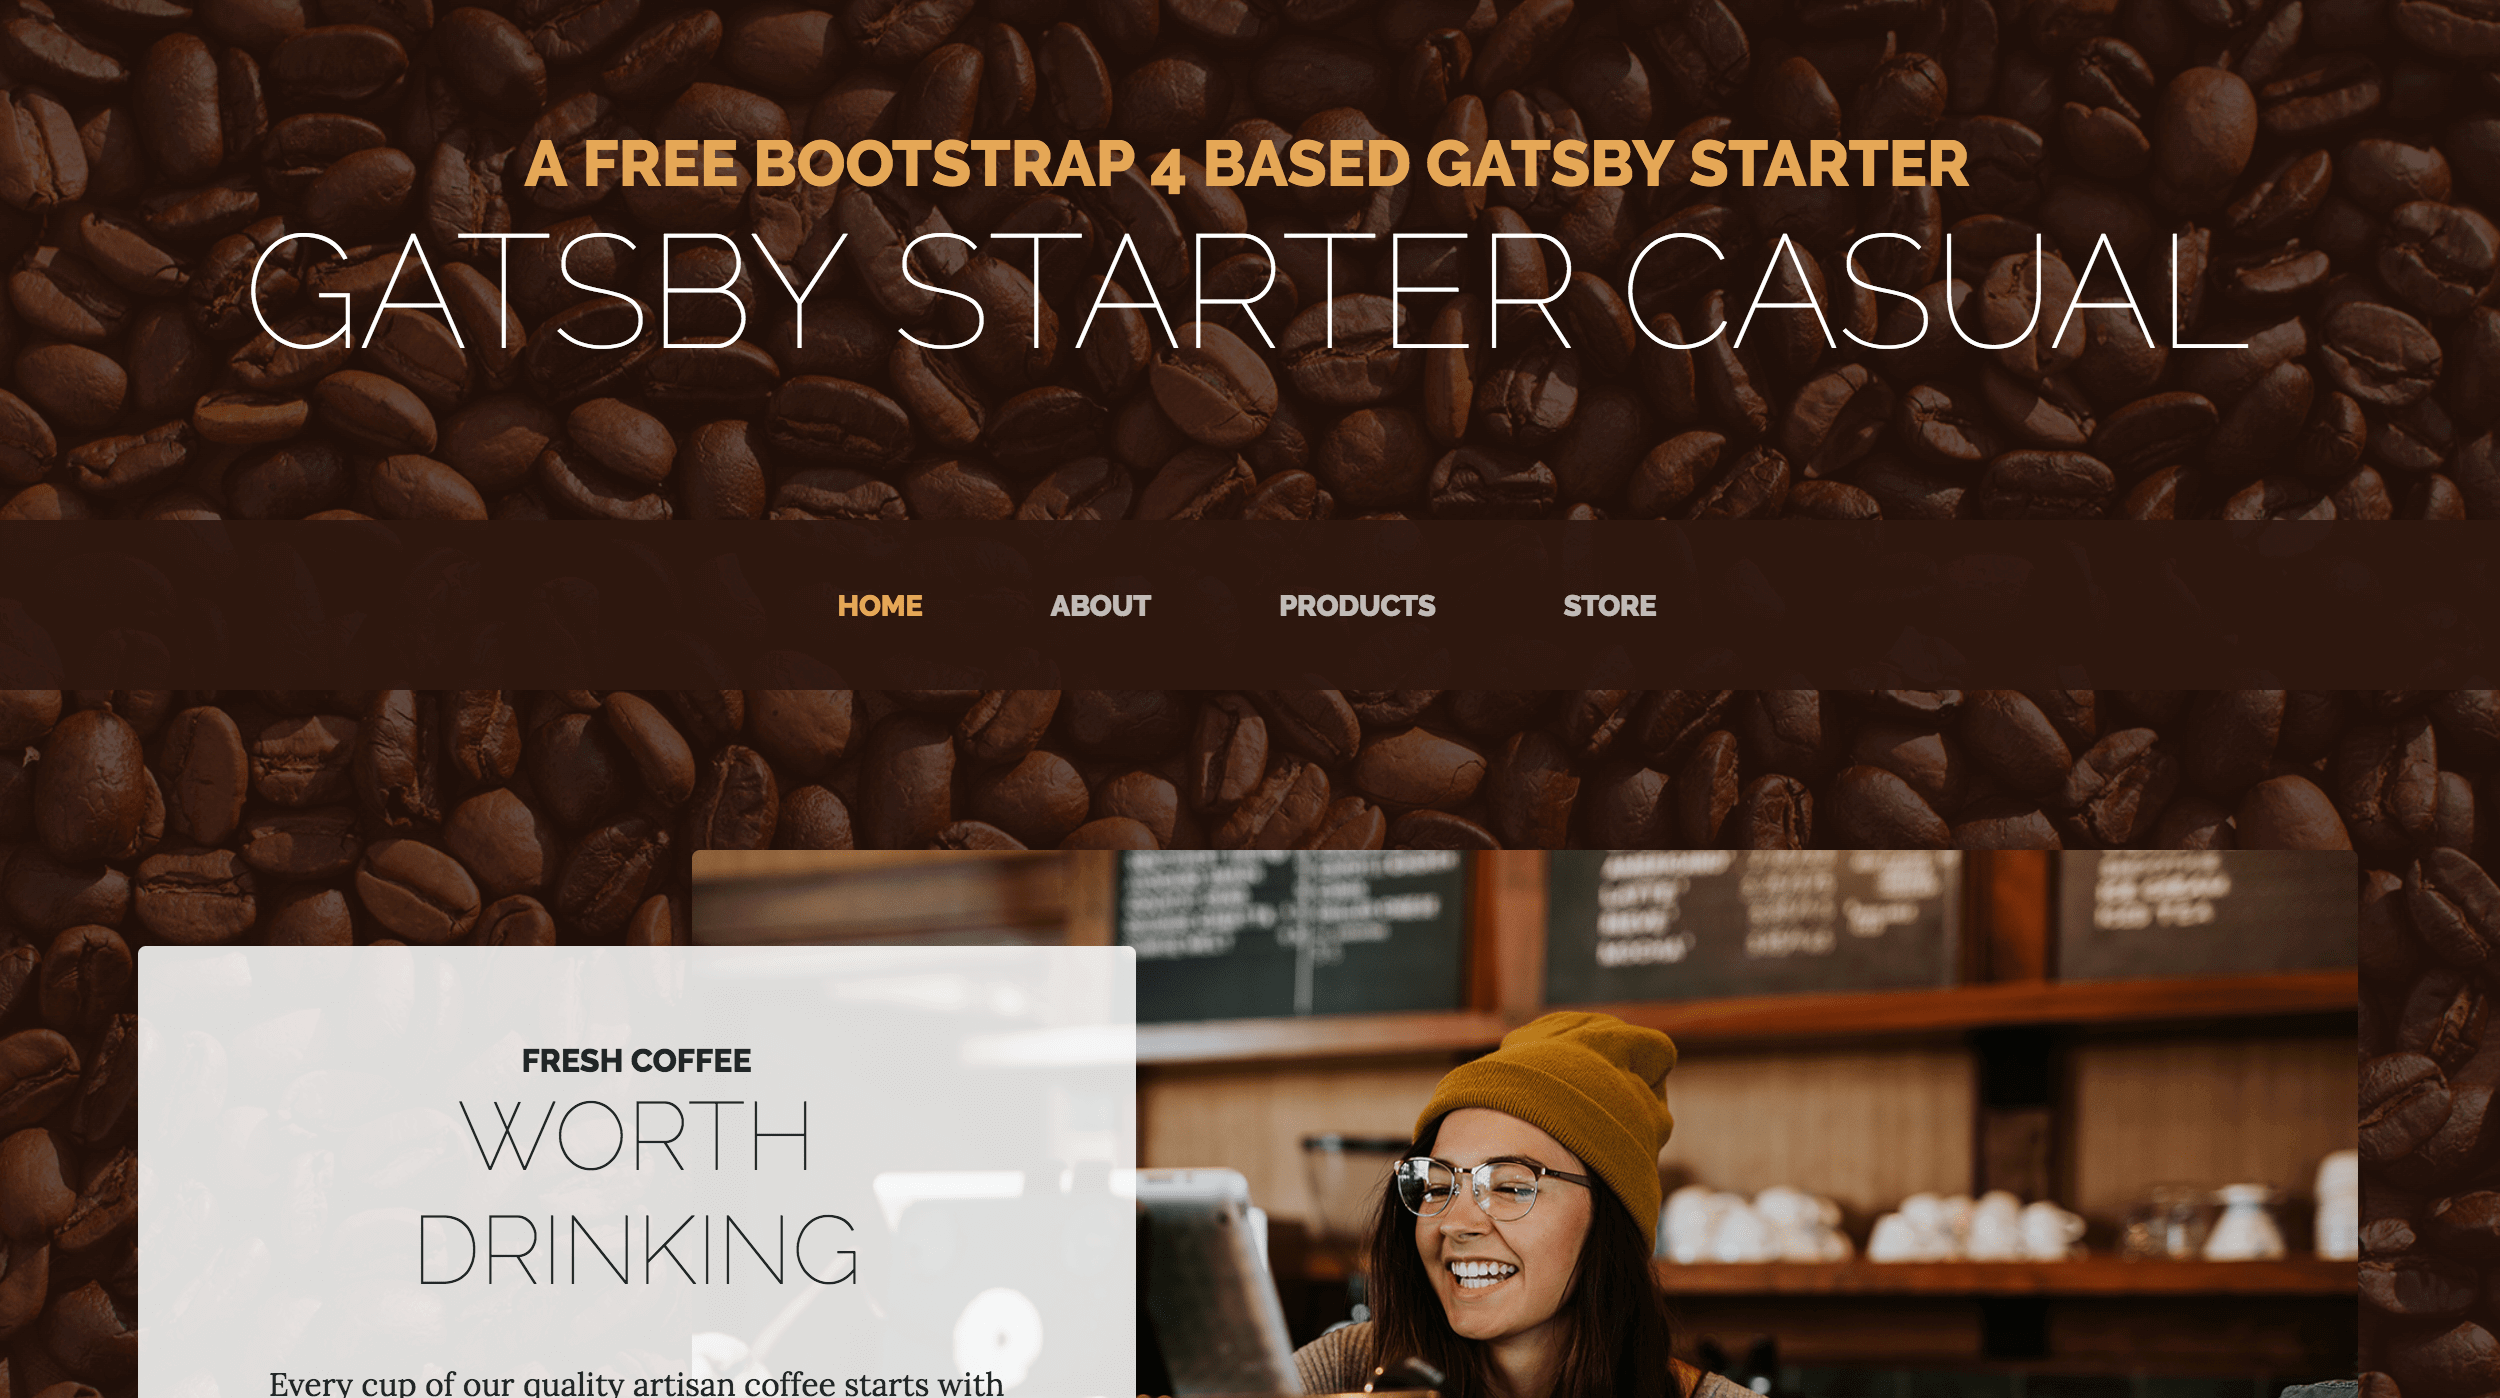 A FREE BOOTSTRAP 4 BASED GATSBY STARTER
GATSBY STARTER CASUAL
HOME ABOUT PRODUCTS STORE
FRESH COFFEE
WORTH
DRINKING
Every cup of our quality artisan coffee starts with